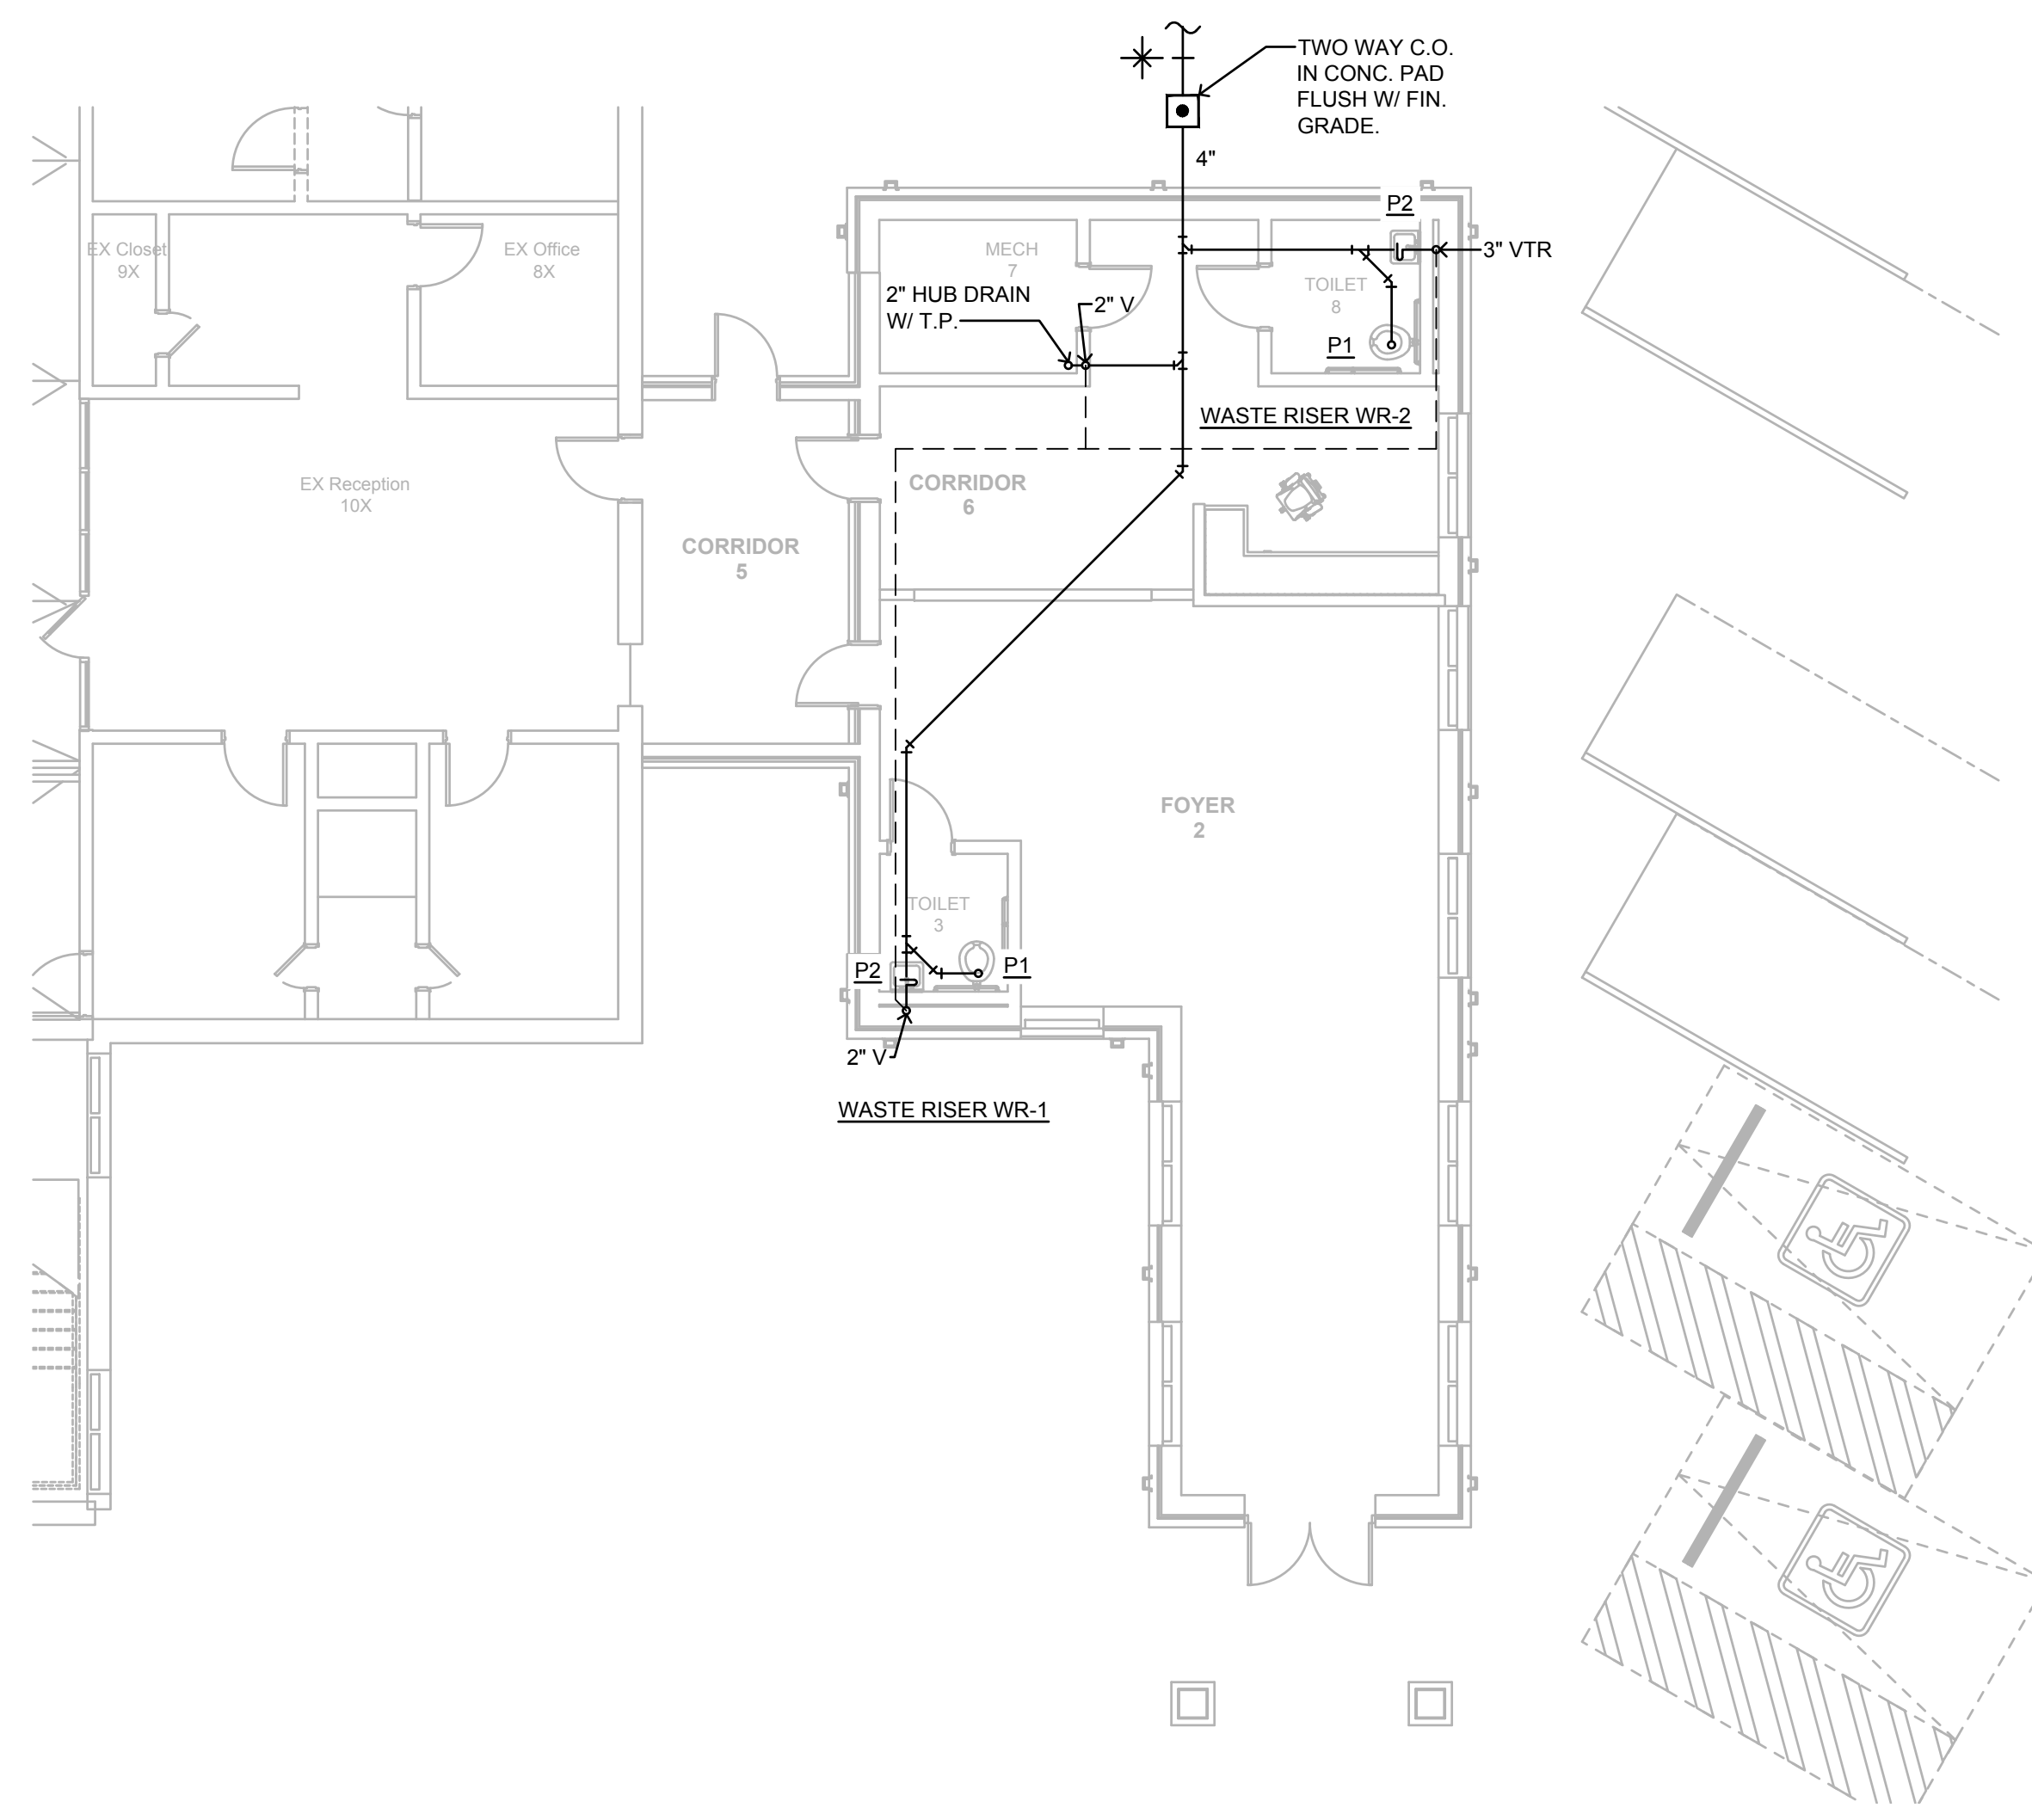 TWO WAY C.O.
IN CONC. PAD
FLUSH W/ FIN.
GRADE.
4"
P2
EX Closet
9X
EX Office
8X
MECH
7
3" VTR
TOILET
8
2" HUB DRAIN
W/ T.P.
2" V
P1
WASTE RISER WR-2
EX Reception
10X
CORRIDOR
6
CORRIDOR
5
FOYER
2
TOILET
3
P2
P1
2" V
WASTE RISER WR-1